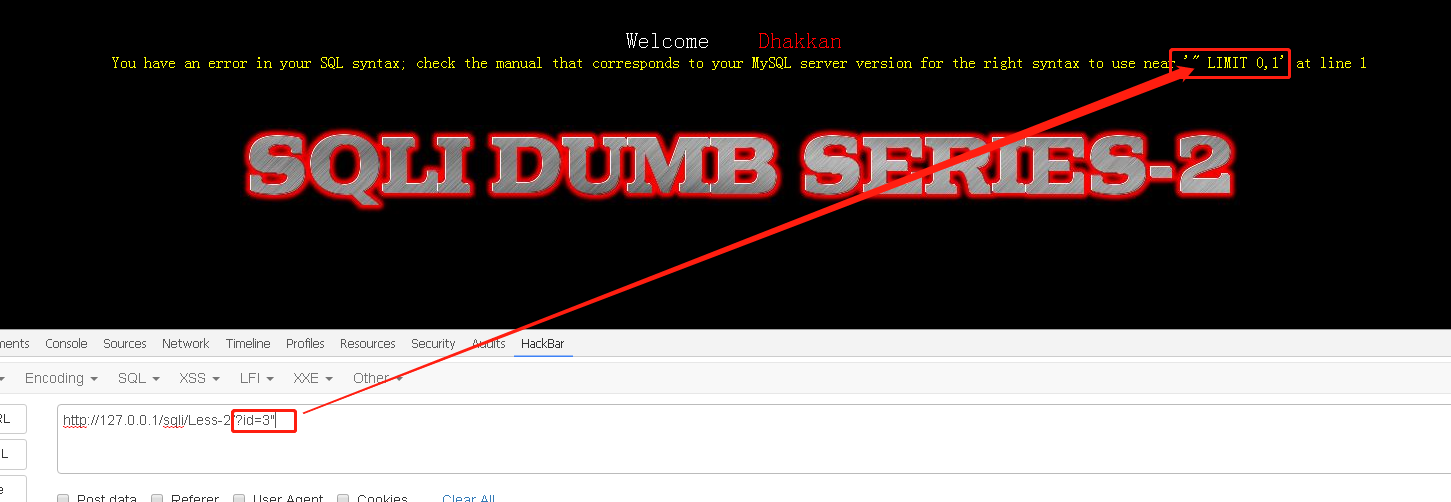 Welcome Dhakkan
You have an error in your SQL syntax; check the manual that corresponds to your MySQL server version for the right syntax to use near '" LIMIT 0,1' at line 1
SQLI DUMB SERIES-2
ments Console Sources Network Timeline Profiles Resources Security Audits HackBar
Encoding SQL XSS LFI XXE Other
RL http://127.0.0.1/sqli/Less-2/?id=3"
L
e
Post data Referer User Agent Cookies Clear All